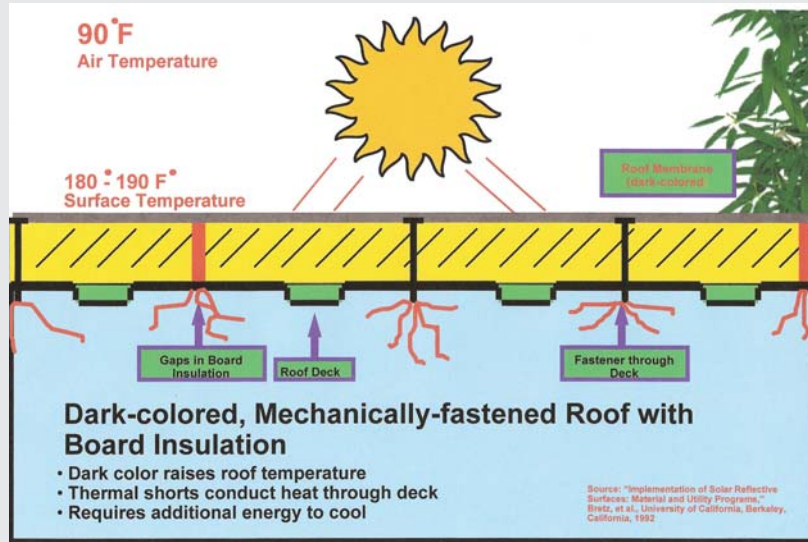 90°F
Air Temperature
180°- 190 F°
Surface Temperature
Roof Membrane
(dark-colored
Gaps in Board
Insulation
Roof Deck
Fastener through
Deck
Dark-colored, Mechanically-fastened Roof with
Board Insulation
• Dark color raises roof temperature
• Thermal shorts conduct heat through deck
• Requires additional energy to cool
Source: "Implementation of Solar Reflective
Surfaces: Material and Utility Programe,"
Bretz, et al., University of California, Berkeley,
California, 1992